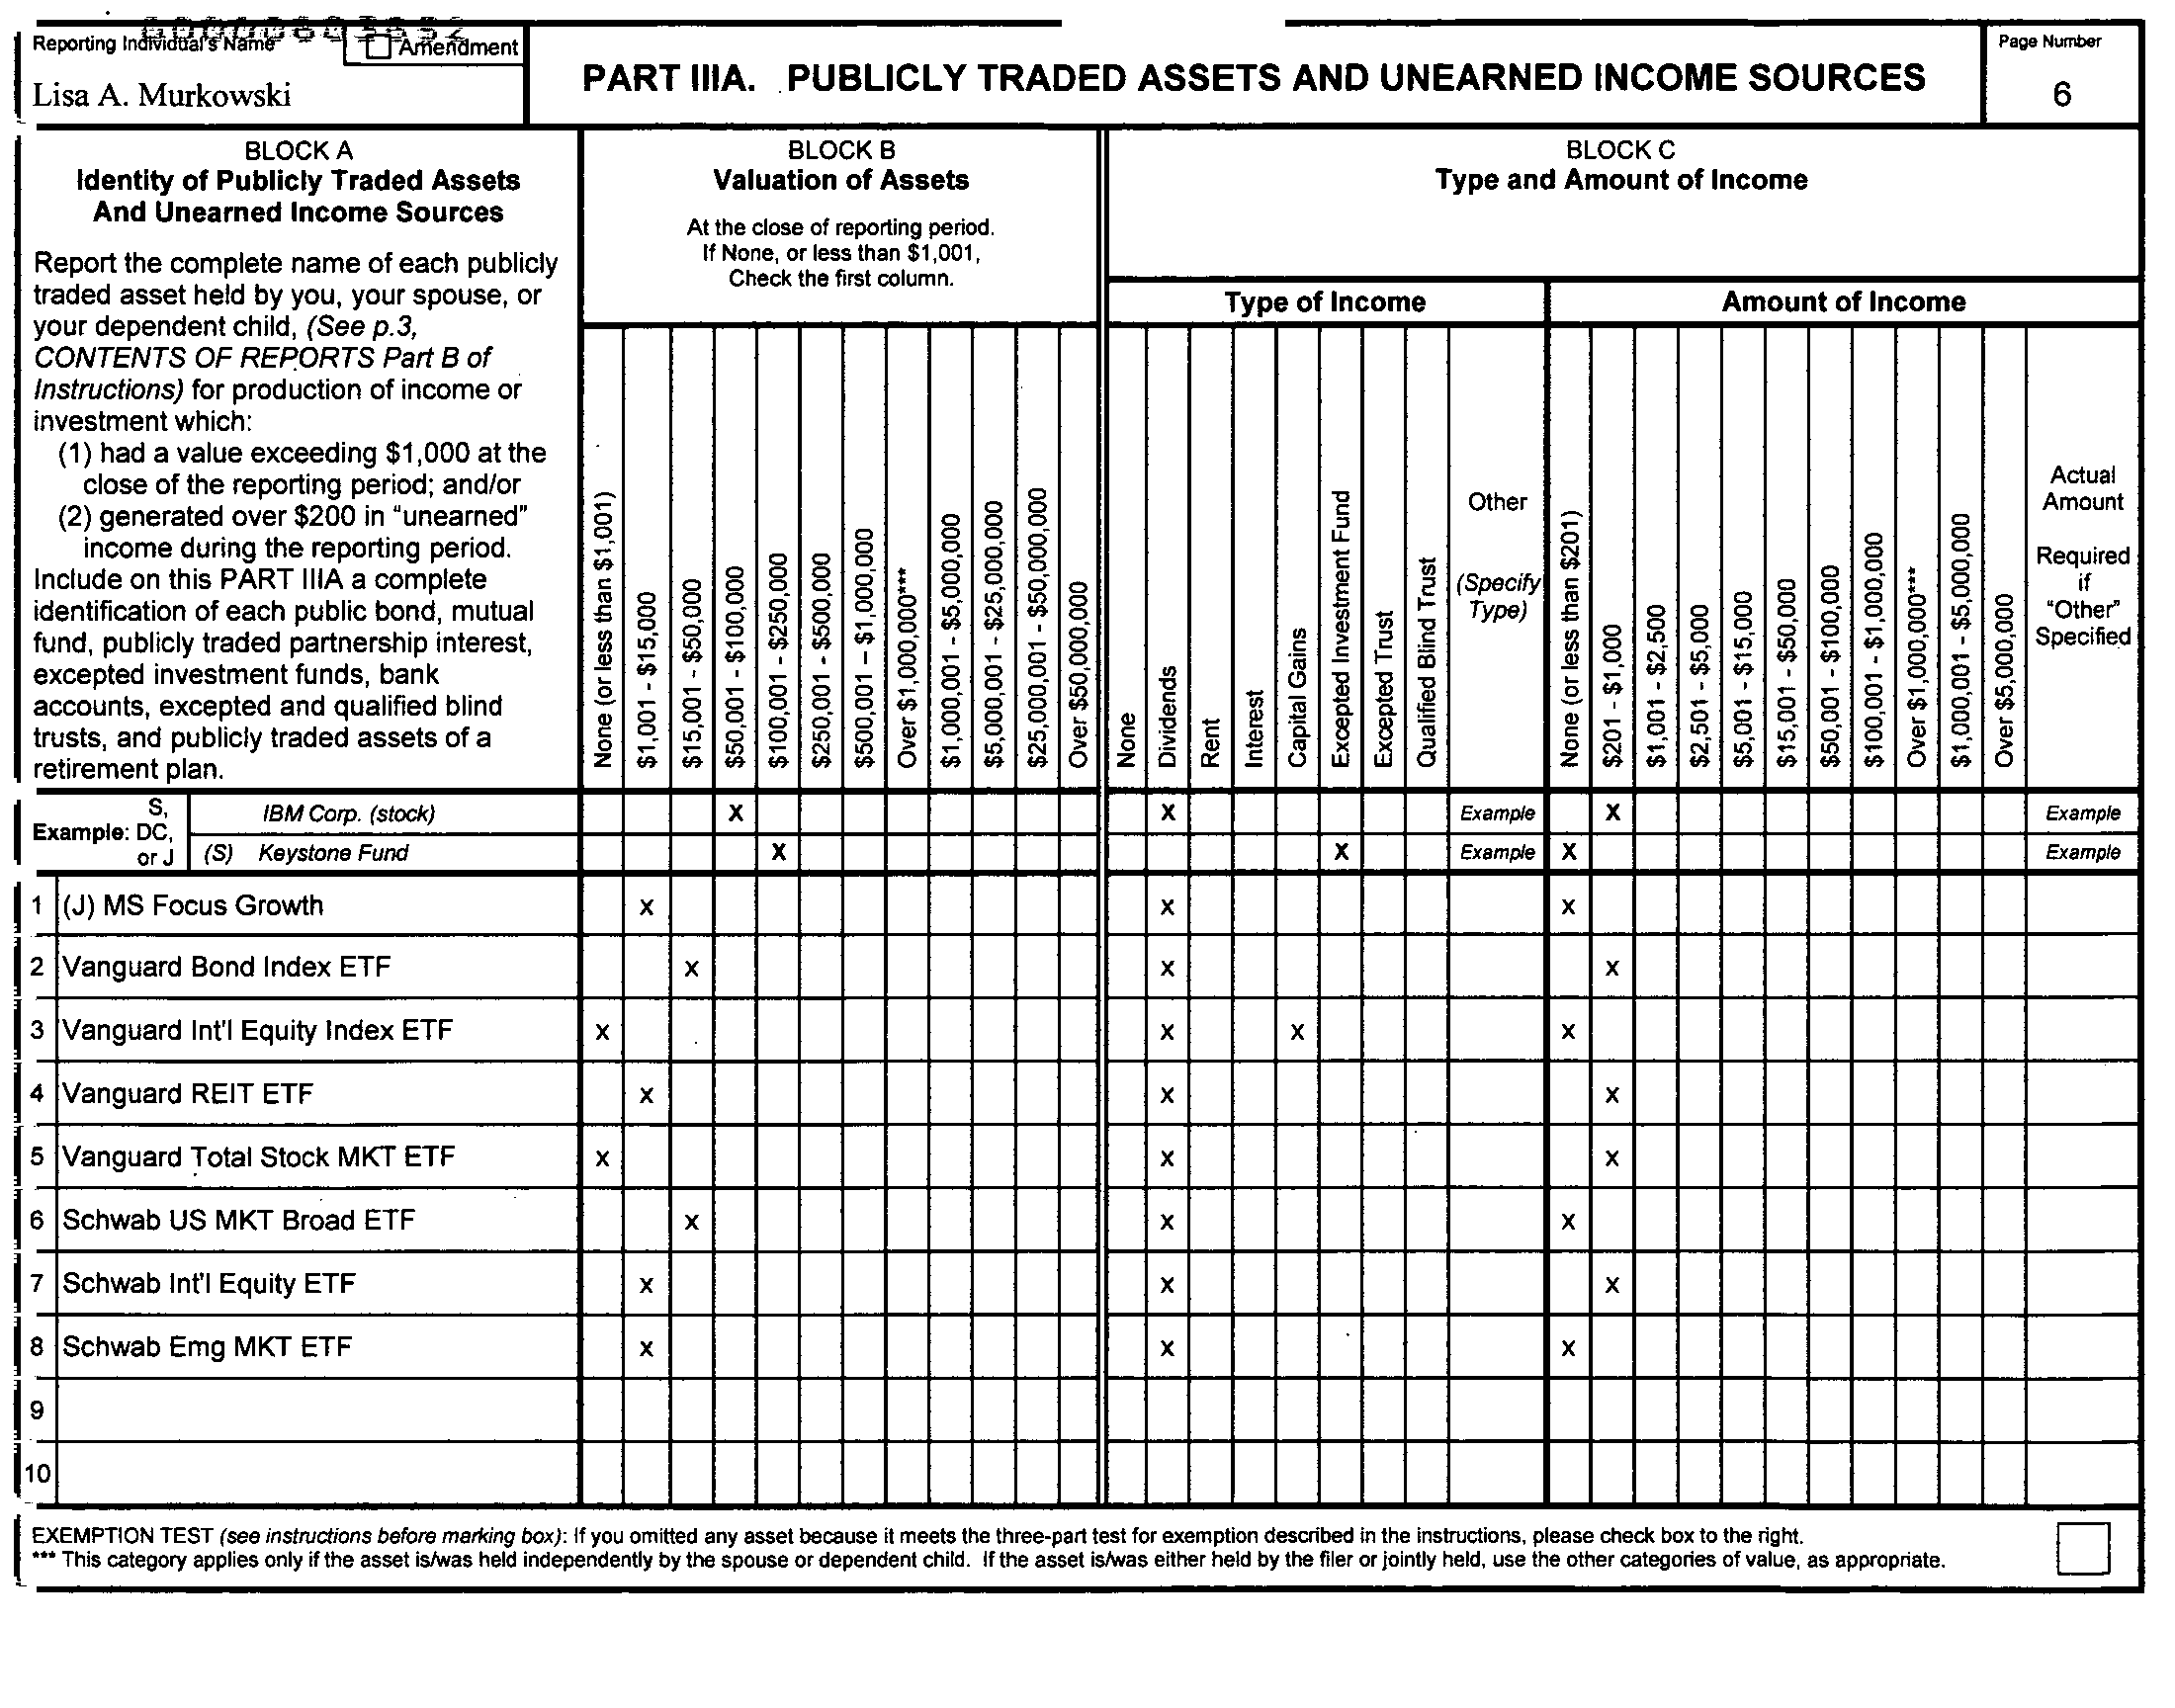 Reporting Individual's Name
Amendment
Lisa A. Murkowski
PART IIIA. PUBLICLY TRADED ASSETS AND UNEARNED INCOME SOURCES
Page Number
6
BLOCK A
Identity of Publicly Traded Assets
And Unearned Income Sources
Report the complete name of each publicly
traded asset held by you, your spouse, or
your dependent child, (See p.3,
CONTENTS OF REPORTS Part B of
Instructions) for production of income or
investment which:
(1) had a value exceeding $1,000 at the
close of the reporting period; and/or
(2) generated over $200 in "unearned"
income during the reporting period.
Include on this PART IIIA a complete
identification of each public bond, mutual
fund, publicly traded partnership interest,
excepted investment funds, bank
accounts, excepted and qualified blind
trusts, and publicly traded assets of a
retirement plan.
BLOCK B
Valuation of Assets
At the close of reporting period.
If None, or less than $1,001,
Check the first column.
None (or less than $1,001)
$1,001 - $15,000
$15,001 - $50,000
$50,001 - $100,000
$100,001 - $250,000
$250,001 - $500,000
$500,001 – $1,000,000
Over $1,000,000***
$1,000,001 - $5,000,000
$5,000,001 - $25,000,000
$25,000,001 - $50,000,000
Over $50,000,000
BLOCK C
Type and Amount of Income
Type of Income
None
Dividends
Rent
Interest
Capital Gains
Excepted Investment Fund
Excepted Trust
Qualified Blind Trust
Other
(Specify
Type)
Amount of Income
None (or less than $201)
$201 - $1,000
$1,001 - $2,500
$2,501 - $5,000
$5,001 - $15,000
$15,001 - $50,000
$50,001 - $100,000
$100,001 - $1,000,000
Over $1,000,000***
$1,000,001 - $5,000,000
Over $5,000,000
Actual
Amount
Required
if
"Other"
Specified
Example: S,
DC,
or J
IBM Corp. (stock) X X Example X Example
(S) Keystone Fund X X Example X Example
1 (J) MS Focus Growth X X X
2 Vanguard Bond Index ETF X X X
3 Vanguard Int'l Equity Index ETF X X X X
4 Vanguard REIT ETF X X X
5 Vanguard Total Stock MKT ETF X X X
6 Schwab US MKT Broad ETF X X X
7 Schwab Int'l Equity ETF X X X
8 Schwab Emg MKT ETF X X X
9
10
EXEMPTION TEST (see instructions before marking box): If you omitted any asset because it meets the three-part test for exemption described in the instructions, please check box to the right.
*** This category applies only if the asset is/was held independently by the spouse or dependent child. If the asset is/was either held by the filer or jointly held, use the other categories of value, as appropriate.